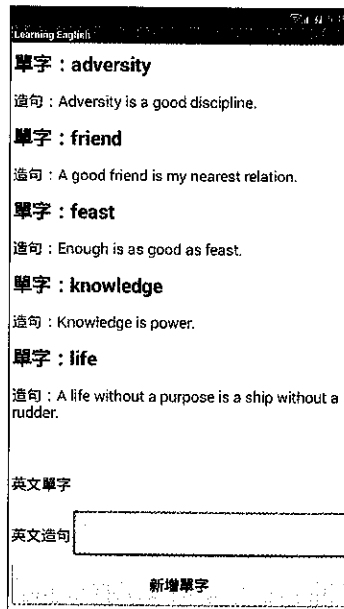 Learning English
單字：adversity
造句：Adversity is a good discipline.
單字：friend
造句：A good friend is my nearest relation.
單字：feast
造句：Enough is as good as feast.
單字：knowledge
造句：Knowledge is power.
單字：life
造句：A life without a purpose is a ship without a
rudder.
英文單字
英文造句
新增單字